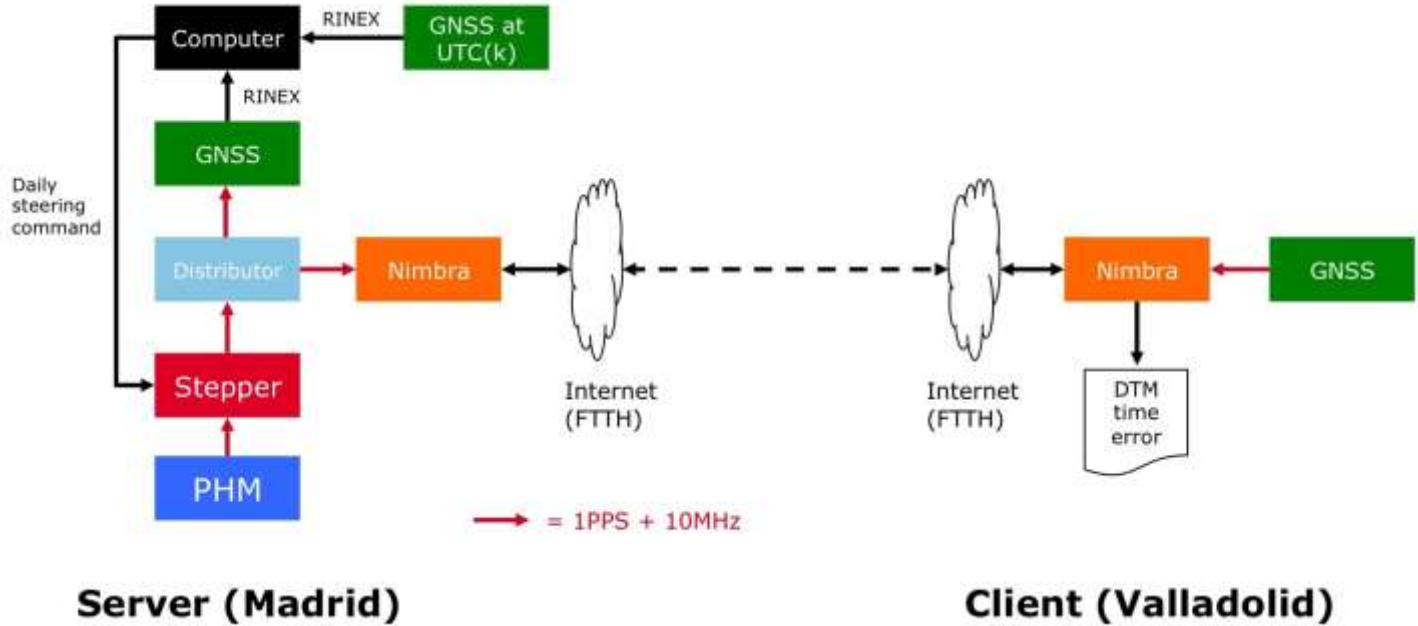 Computer
RINEX
GNSS at
UTC(k)
RINEX
GNSS
Daily
steering
command
Distributor
Nimbra
Nimbra
GNSS
Stepper
Internet
(FTTH)
Internet
(FTTH)
DTM
time
error
PHM
= 1PPS + 10MHz
Server (Madrid)
Client (Valladolid)